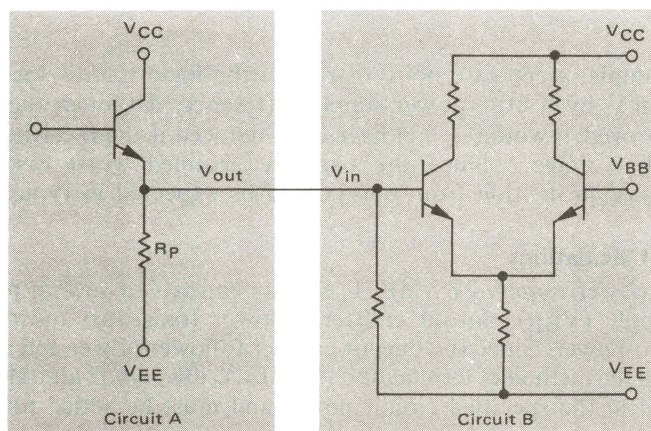 VCC
Vout
RP
VEE
Circuit A
VCC
Vin
VBB
VEE
Circuit B